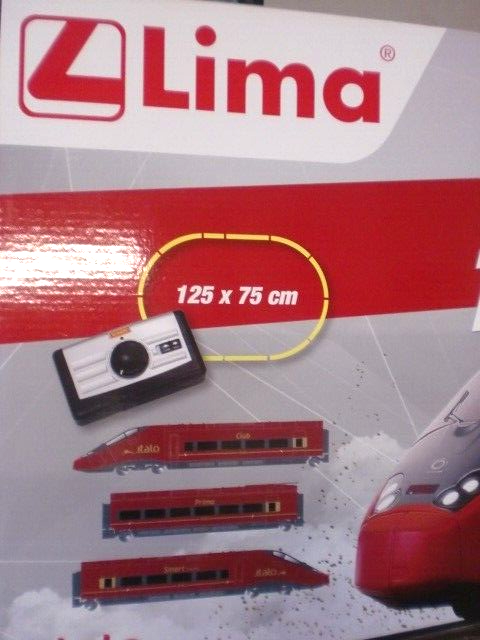 Lima®
125 x 75 cm
italo
Club
Prima
Smart
italo